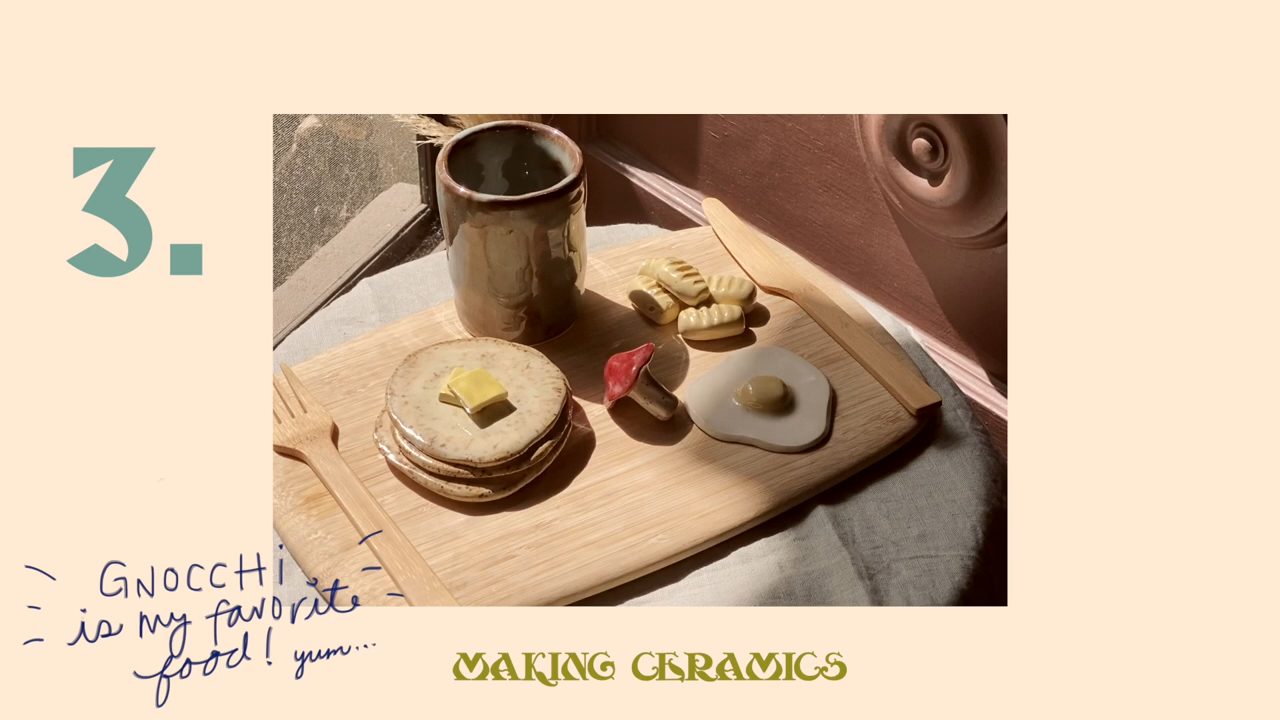 3.
GNOCCHi
is my favorite
food! yum...
MAKING CERAMICS